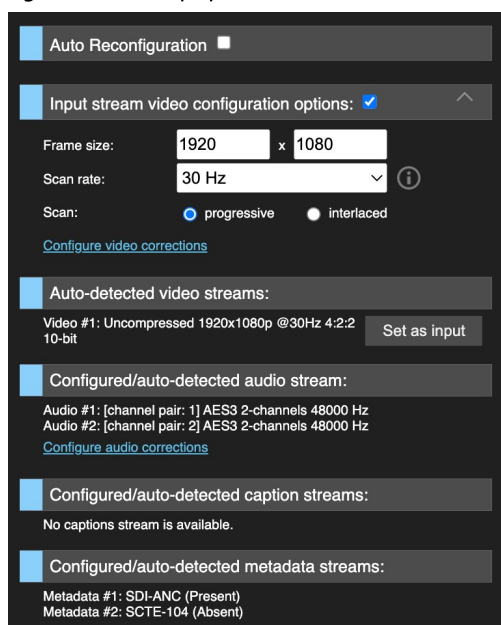 Auto Reconfiguration
Input stream video configuration options:
Frame size: 1920 x 1080
Scan rate: 30 Hz
Scan: progressive interlaced
Configure video corrections
Auto-detected video streams:
Video #1: Uncompressed 1920x1080p @30Hz 4:2:2
10-bit
Set as input
Configured/auto-detected audio stream:
Audio #1: [channel pair: 1] AES3 2-channels 48000 Hz
Audio #2: [channel pair: 2] AES3 2-channels 48000 Hz
Configure audio corrections
Configured/auto-detected caption streams:
No captions stream is available.
Configured/auto-detected metadata streams:
Metadata #1: SDI-ANC (Present)
Metadata #2: SCTE-104 (Absent)